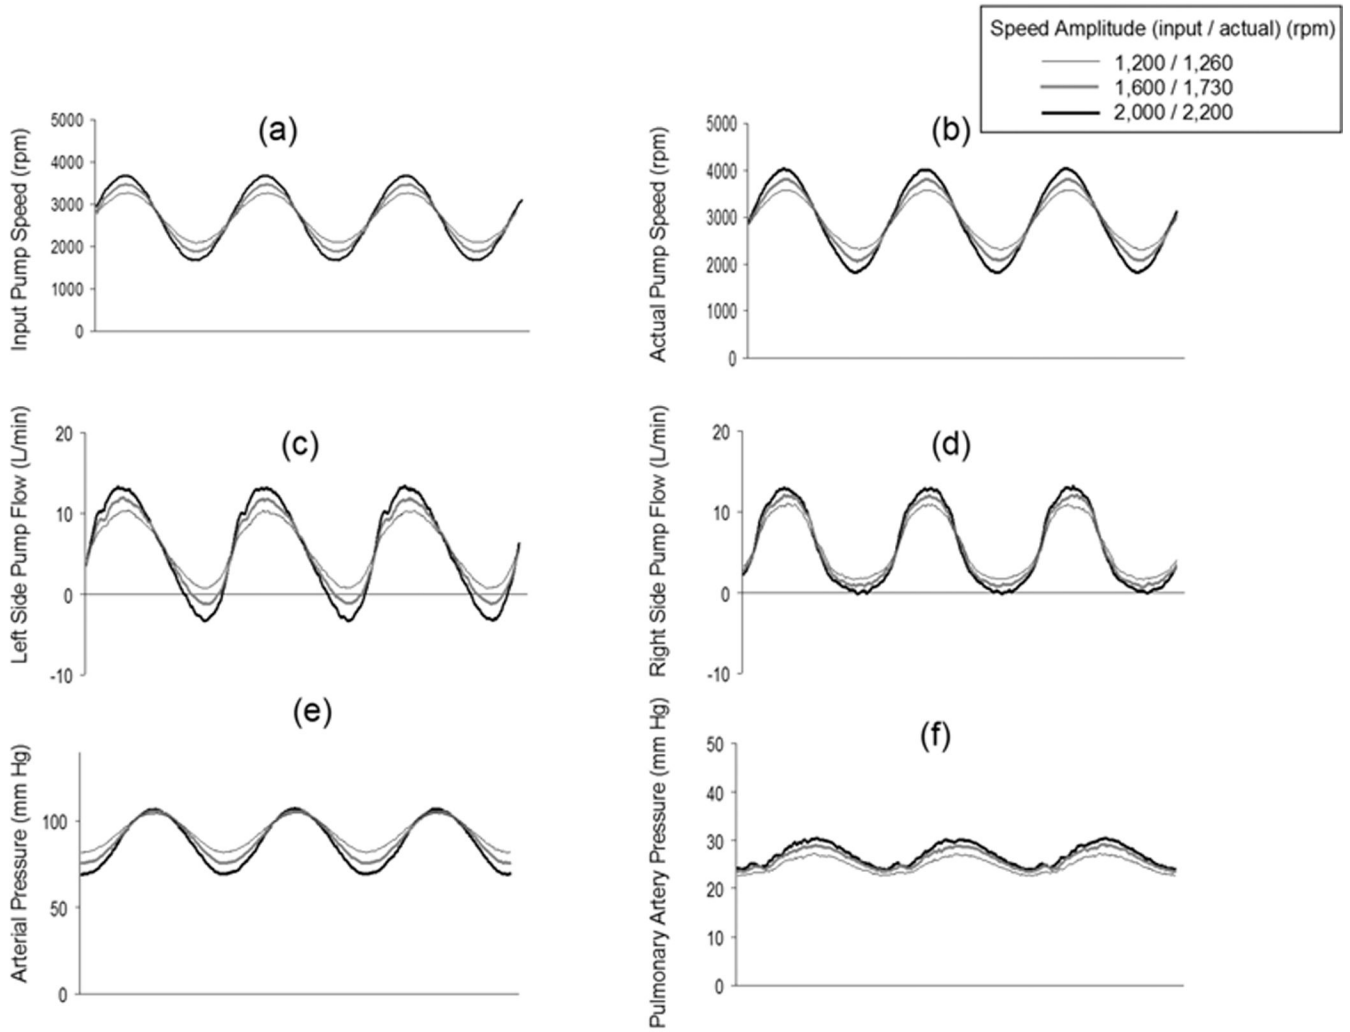 Speed Amplitude (input / actual) (rpm)
1,200 / 1,260
1,600 / 1,730
2,000 / 2,200
(a)
Input Pump Speed (rpm)
5000
4000
3000
2000
1000
0
(b)
Actual Pump Speed (rpm)
5000
4000
3000
2000
1000
0
(c)
Left Side Pump Flow (L/min)
20
10
0
-10
(d)
Right Side Pump Flow (L/min)
20
10
0
-10
(e)
Arterial Pressure (mm Hg)
100
50
0
(f)
Pulmonary Artery Pressure (mm Hg)
50
40
30
20
10
0